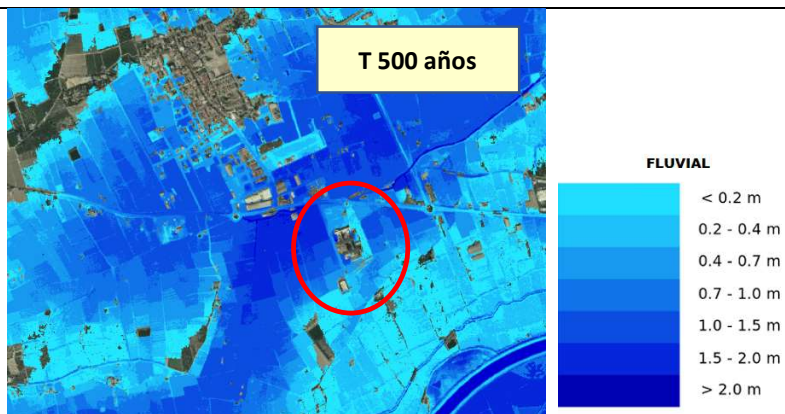 T 500 años
FLUVIAL
< 0.2 m
0.2 - 0.4 m
0.4 - 0.7 m
0.7 - 1.0 m
1.0 - 1.5 m
1.5 - 2.0 m
> 2.0 m